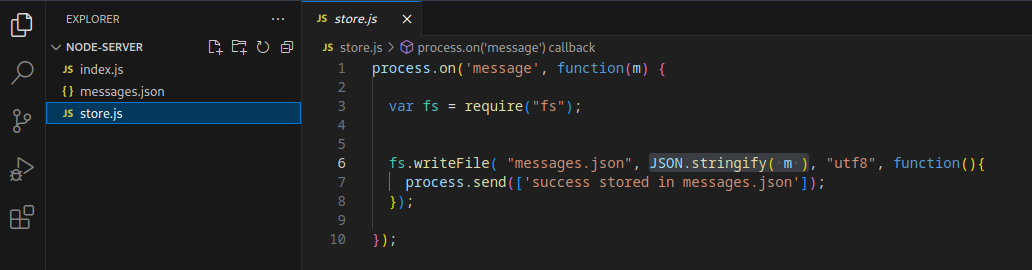 EXPLORER
NODE-SERVER
JS index.js
{} messages.json
JS store.js
JS store.js
JS store.js > process.on('message') callback
1 process.on('message', function(m) {
2
3 var fs = require("fs");
4
5
6 fs.writeFile( "messages.json", JSON.stringify( m ), "utf8", function(){
7 process.send(['success stored in messages.json']);
8 });
9
10 });